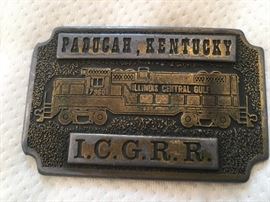 PADUCAH, KENTUCKY
ILLINOIS CENTRAL GULF
I.C.G.R.R.